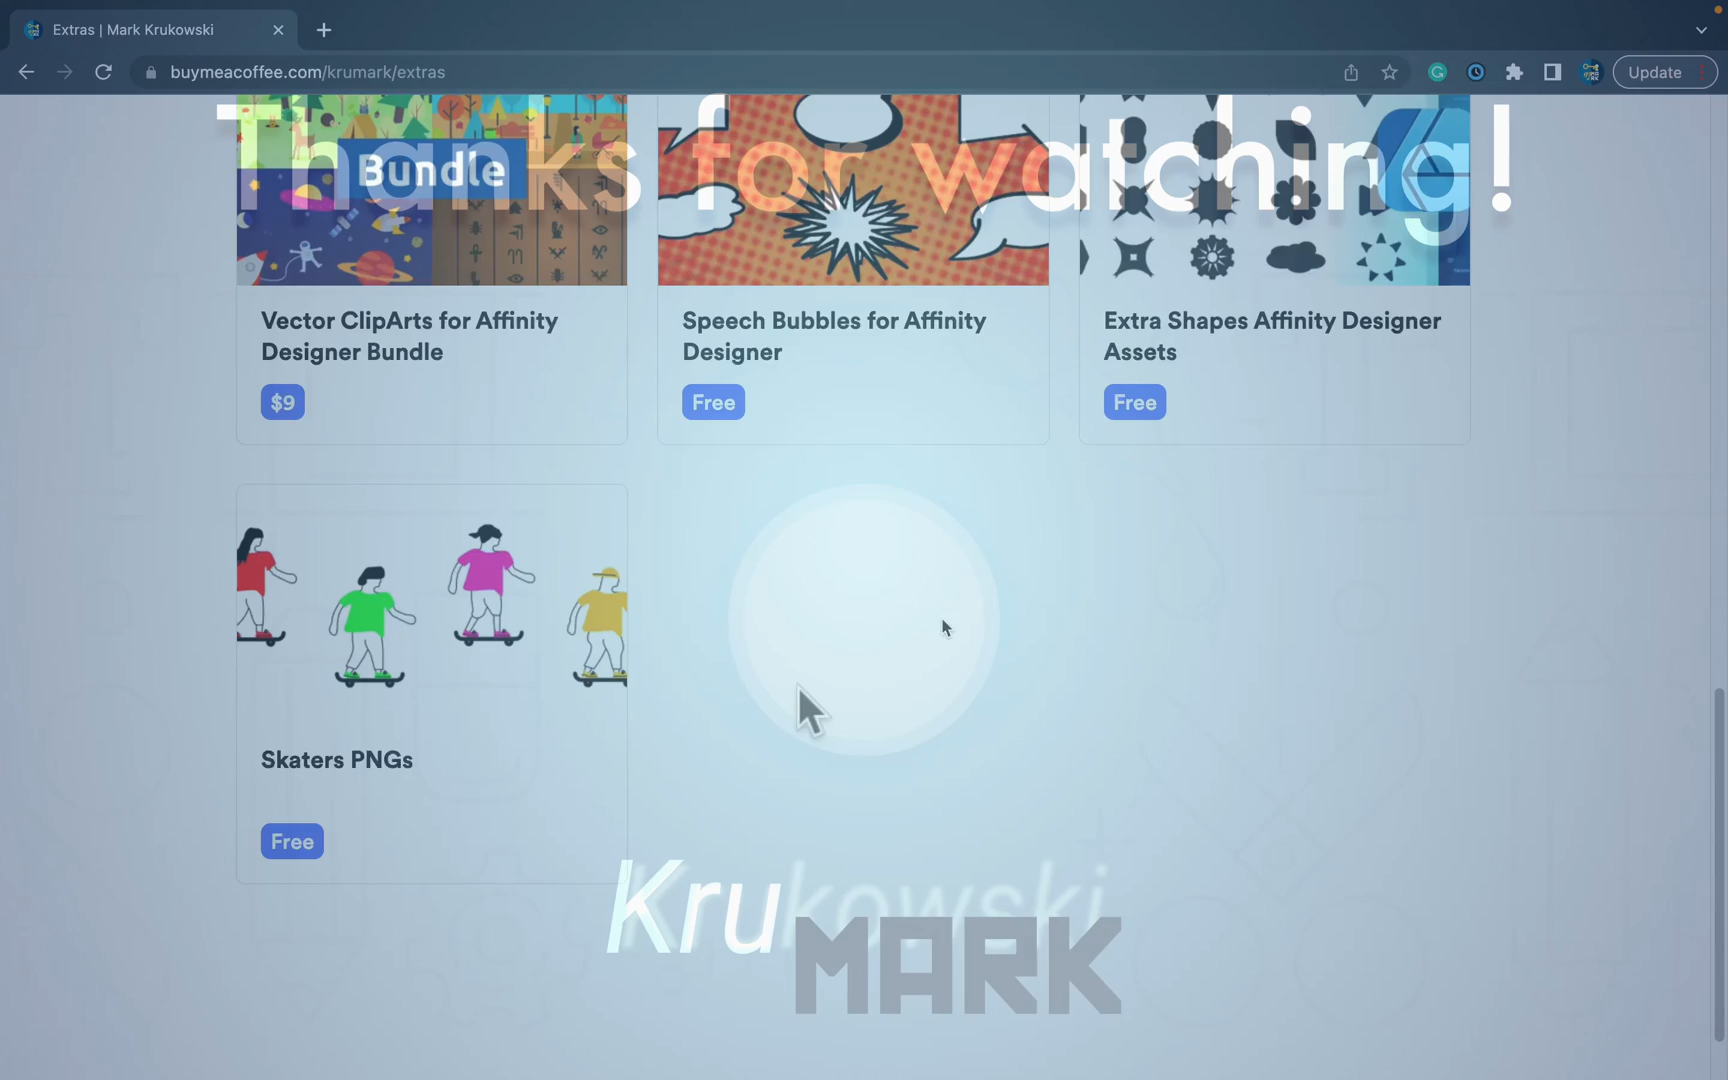 Extras | Mark Krukowski
buymeacoffee.com/krumark/extras
Update
Thanks for watching!
Bundle
Vector ClipArts for Affinity
Designer Bundle
$9
Speech Bubbles for Affinity
Designer
Free
Extra Shapes Affinity Designer
Assets
Free
Skaters PNGs
Free
Krukowski
MARK